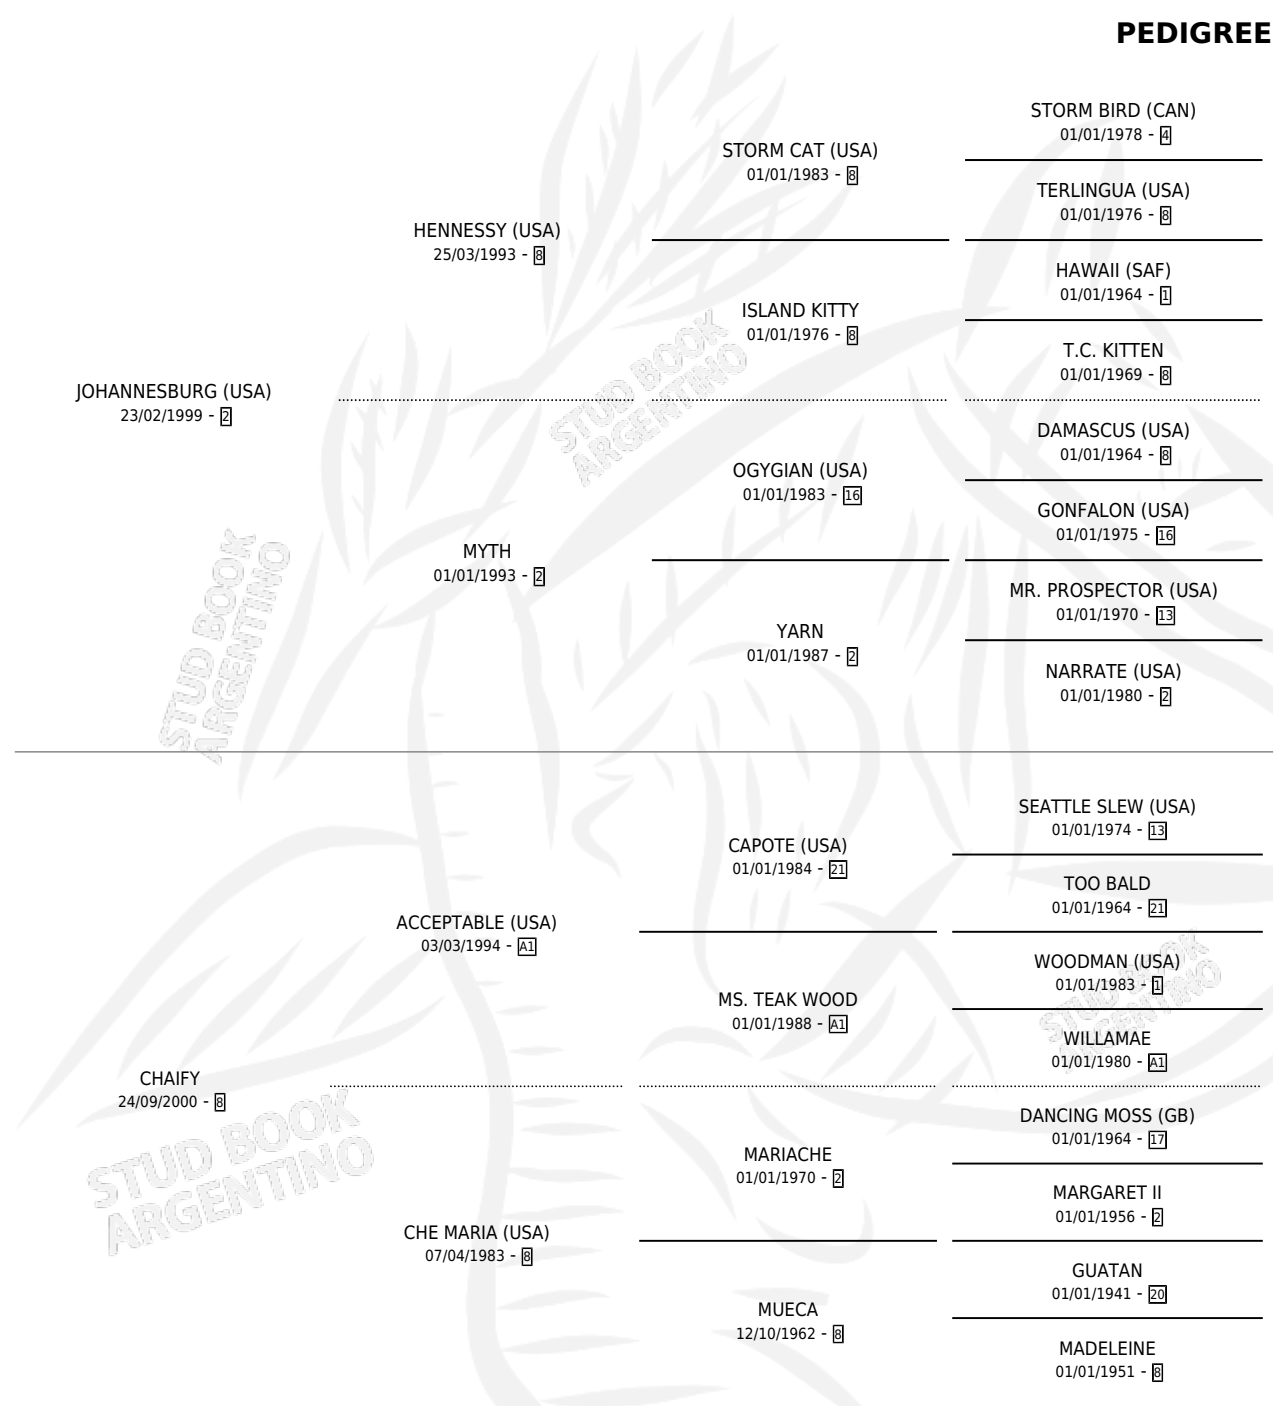 PEDIGREE
STORM BIRD (CAN)
01/01/1978 - 4
STORM CAT (USA)
01/01/1983 - 8
TERLINGUA (USA)
01/01/1976 - 8
HENNESSY (USA)
25/03/1993 - 8
HAWAII (SAF)
01/01/1964 - 1
ISLAND KITTY
01/01/1976 - 8
T.C. KITTEN
01/01/1969 - 8
JOHANNESBURG (USA)
23/02/1999 - 2
DAMASCUS (USA)
01/01/1964 - 8
OGYGIAN (USA)
01/01/1983 - 16
GONFALON (USA)
01/01/1975 - 16
MYTH
01/01/1993 - 2
MR. PROSPECTOR (USA)
01/01/1970 - 13
YARN
01/01/1987 - 2
NARRATE (USA)
01/01/1980 - 2
SEATTLE SLEW (USA)
01/01/1974 - 13
CAPOTE (USA)
01/01/1984 - 21
TOO BALD
01/01/1964 - 21
ACCEPTABLE (USA)
03/03/1994 - A1
WOODMAN (USA)
01/01/1983 - 1
MS. TEAK WOOD
01/01/1988 - A1
WILLAMAE
01/01/1980 - A1
CHAIFY
24/09/2000 - 8
DANCING MOSS (GB)
01/01/1964 - 17
MARIACHE
01/01/1970 - 2
MARGARET II
01/01/1956 - 2
CHE MARIA (USA)
07/04/1983 - 8
GUATAN
01/01/1941 - 20
MUECA
12/10/1962 - 8
MADELEINE
01/01/1951 - 8
STUD BOOK
ARGENTINO
STUD BOOK
ARGENTINO
STUD BOOK
ARGENTINO
STUD BOOK
ARGENTINO